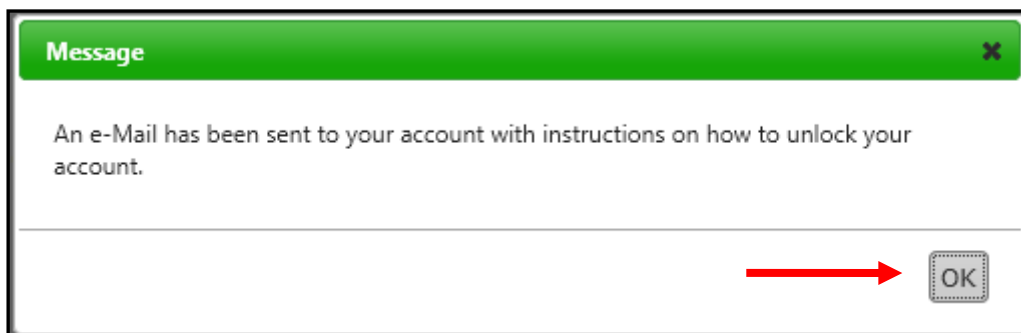 Message
An e-Mail has been sent to your account with instructions on how to unlock your
account.
OK